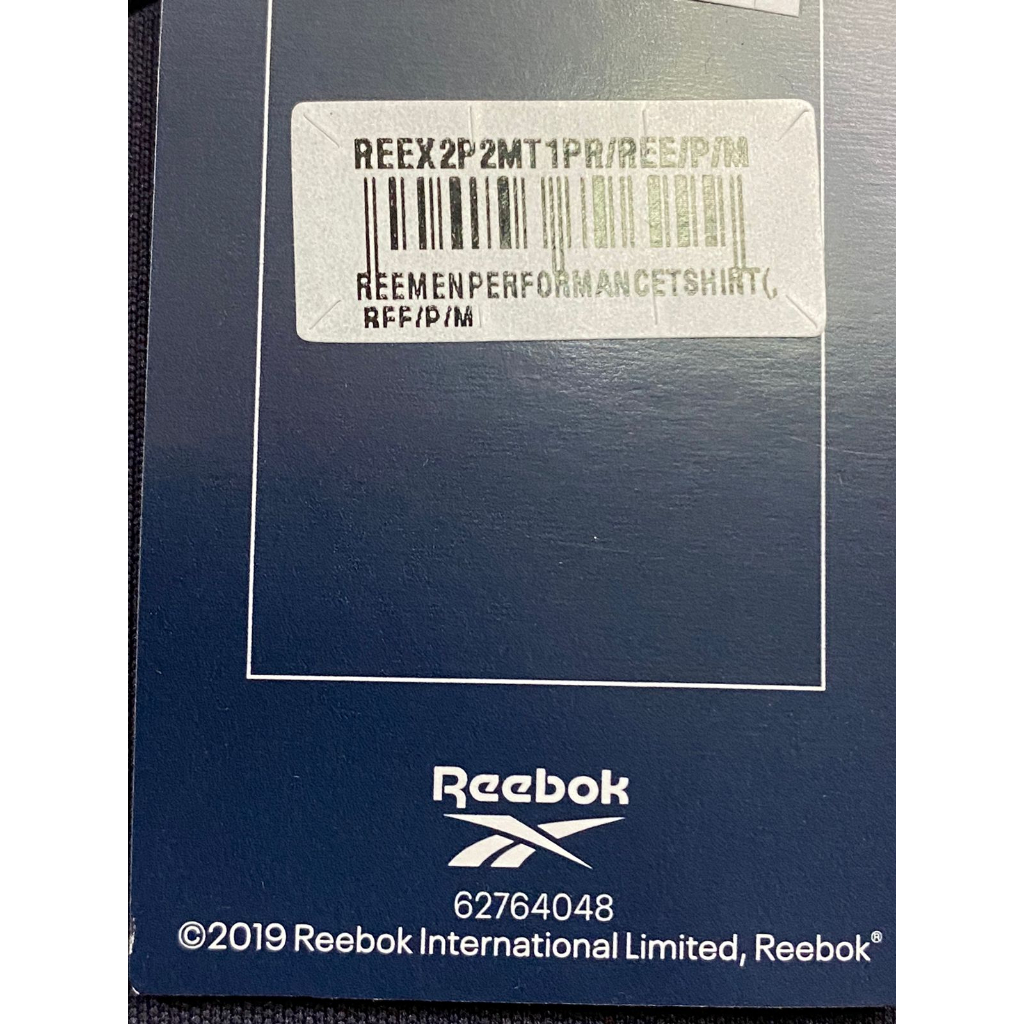 REEX2P2MT1PR/REE/P/M
REEMENPERFORMANCETSHIRT(,
REE/P/M
Reebok
62764048
©2019 Reebok International Limited, Reebok®